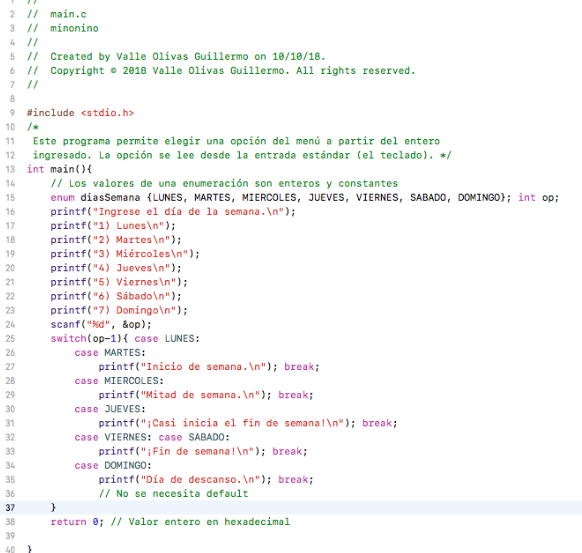 1 //
2 // main.c
3 // minonino
4 //
5 // Created by Valle Olivas Guillermo on 10/10/18.
6 // Copyright © 2018 Valle Olivas Guillermo. All rights reserved.
7 //
8
9 #include <stdio.h>
10 /*
11 Este programa permite elegir una opción del menú a partir del entero
12 ingresado. La opción se lee desde la entrada estándar (el teclado). */
13 int main(){
14 // Los valores de una enumeración son enteros y constantes
15 enum diasSemana {LUNES, MARTES, MIERCOLES, JUEVES, VIERNES, SABADO, DOMINGO}; int op;
16 printf("Ingrese el día de la semana.\n");
17 printf("1) Lunes\n");
18 printf("2) Martes\n");
19 printf("3) Miércoles\n");
20 printf("4) Jueves\n");
21 printf("5) Viernes\n");
22 printf("6) Sábado\n");
23 printf("7) Domingo\n");
24 scanf("%d", &op);
25 switch(op-1){ case LUNES:
26 case MARTES:
27 printf("Inicio de semana.\n"); break;
28 case MIERCOLES:
29 printf("Mitad de semana.\n"); break;
30 case JUEVES:
31 printf("¡Casi inicia el fin de semana!\n"); break;
32 case VIERNES: case SABADO:
33 printf("¡Fin de semana!\n"); break;
34 case DOMINGO:
35 printf("Día de descanso.\n"); break;
36 // No se necesita default
37 }
38 return 0; // Valor entero en hexadecimal
39
40 }